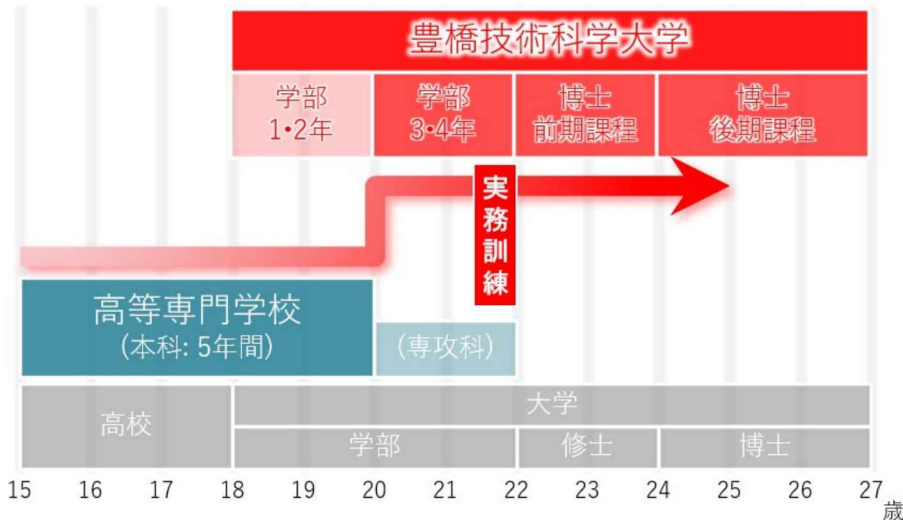 豊橋技術科学大学
学部
1・2年
学部
3・4年
博士
前期課程
博士
後期課程
実務訓練
高等専門学校
(本科: 5年間)
(専攻科)
高校
大学
学部
修士
博士
15 16 17 18 19 20 21 22 23 24 25 26 27
歳